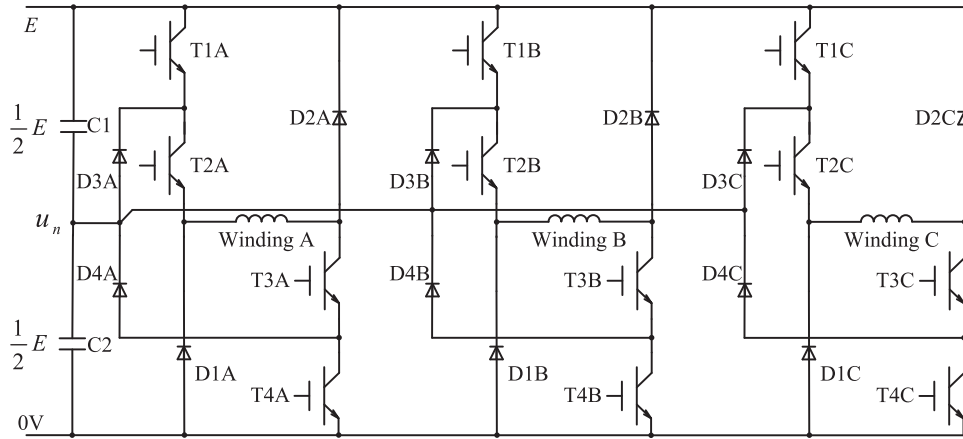 E
T1A
T1B
T1C
1/2 E
C1
D2A
D2B
D2C
D3A
T2A
D3B
T2B
D3C
T2C
u_n
Winding A
Winding B
Winding C
D4A
T3A
D4B
T3B
D4C
T3C
1/2 E
C2
D1A
D1B
D1C
T4A
T4B
T4C
0V